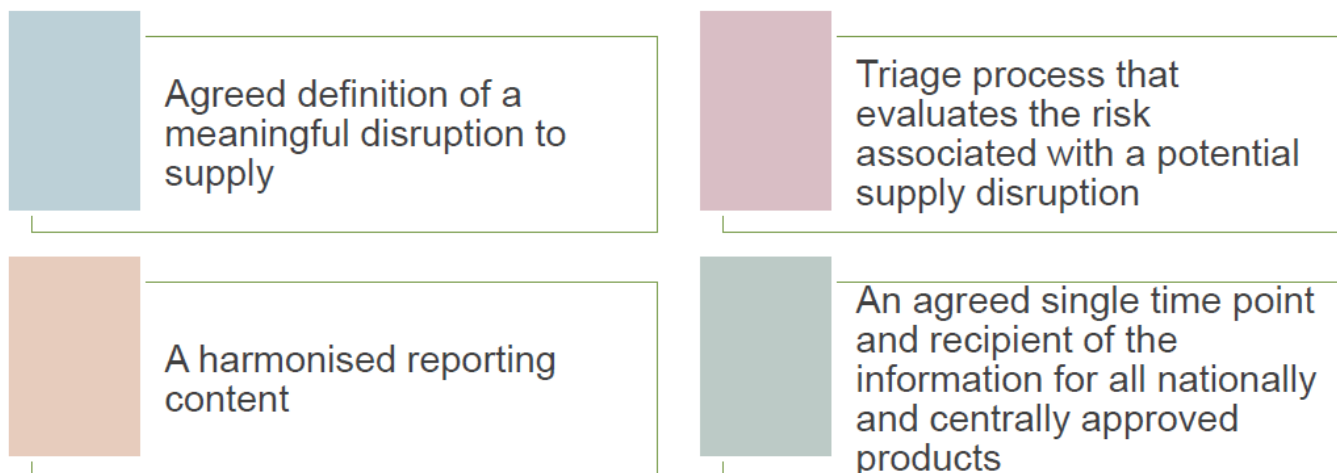 Agreed definition of a
meaningful disruption to
supply
Triage process that
evaluates the risk
associated with a potential
supply disruption
A harmonised reporting
content
An agreed single time point
and recipient of the
information for all nationally
and centrally approved
products